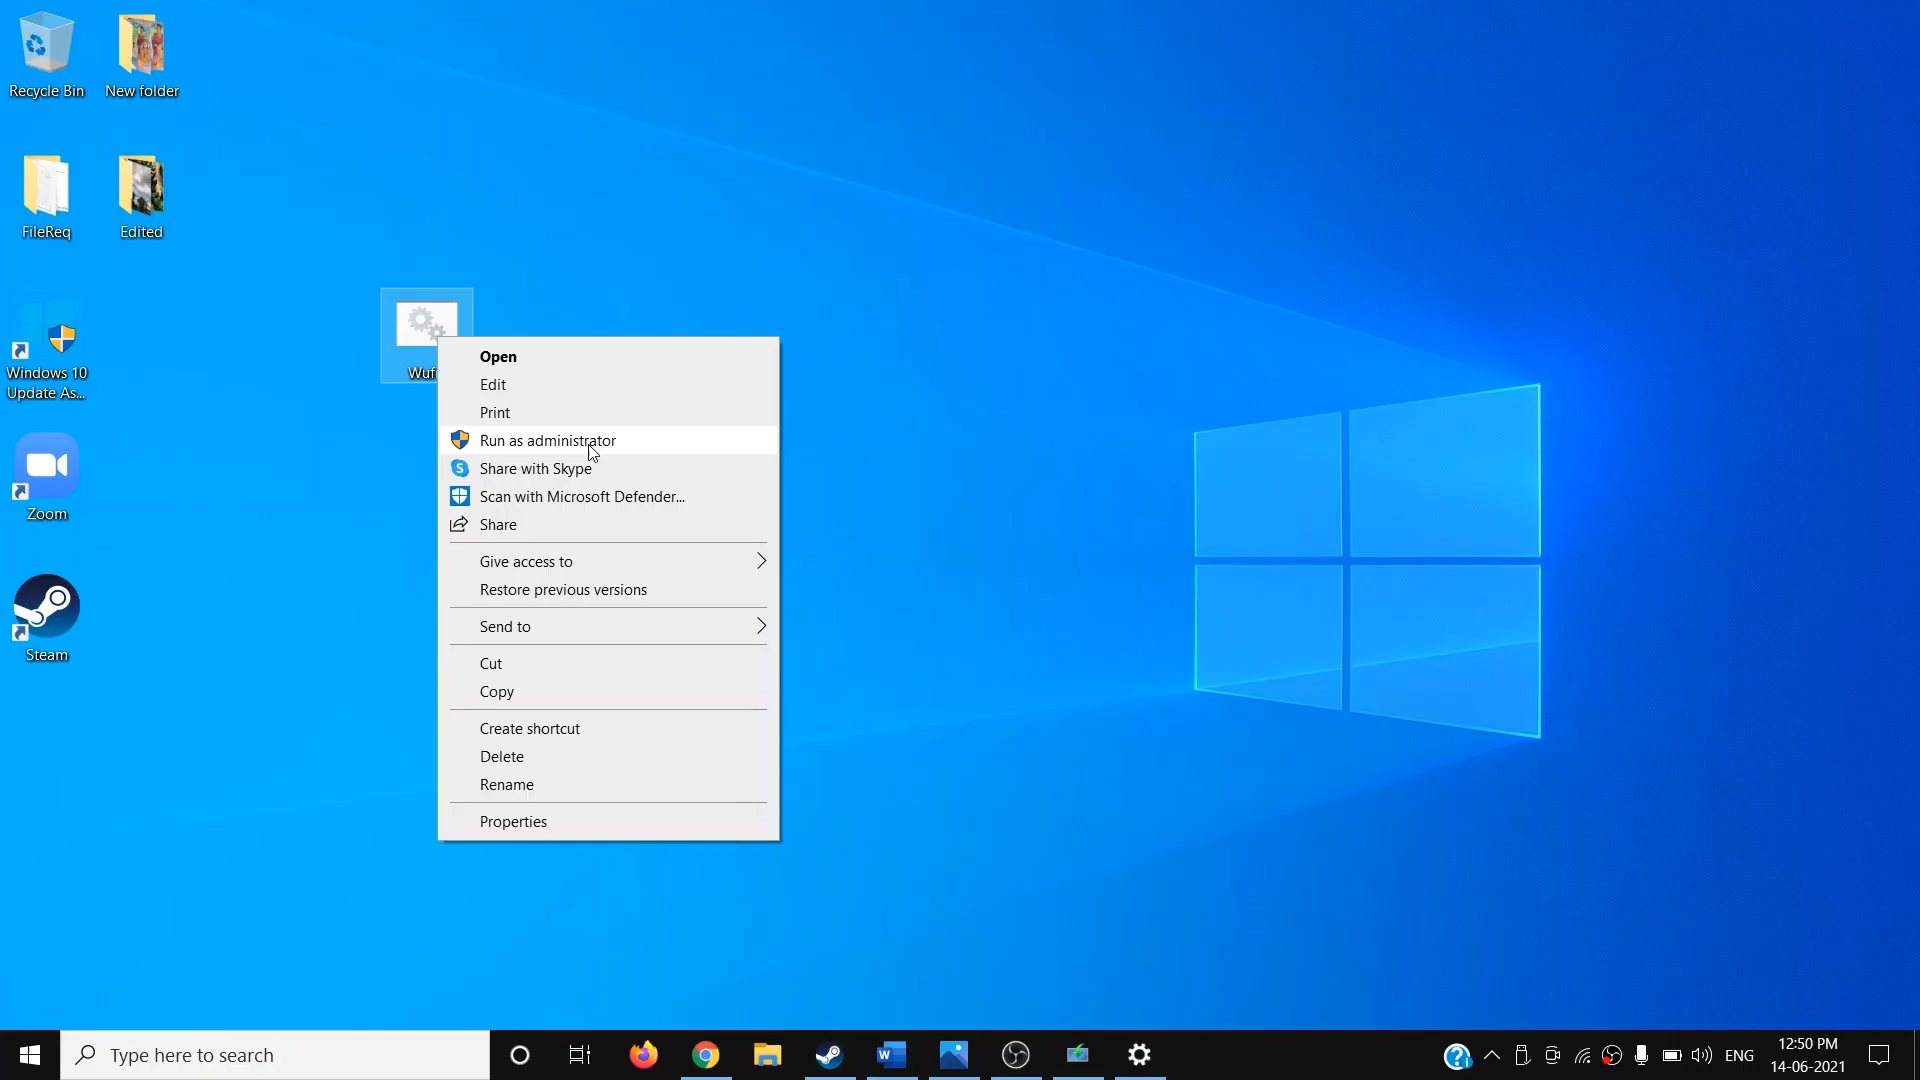 Recycle Bin
New folder
FileReq
Edited
Windows 10
Update As...
Zoom
Steam
Open
Edit
Print
Run as administrator
Share with Skype
Scan with Microsoft Defender...
Share
Give access to
Restore previous versions
Send to
Cut
Copy
Create shortcut
Delete
Rename
Properties
Type here to search
ENG
12:50 PM
14-06-2021